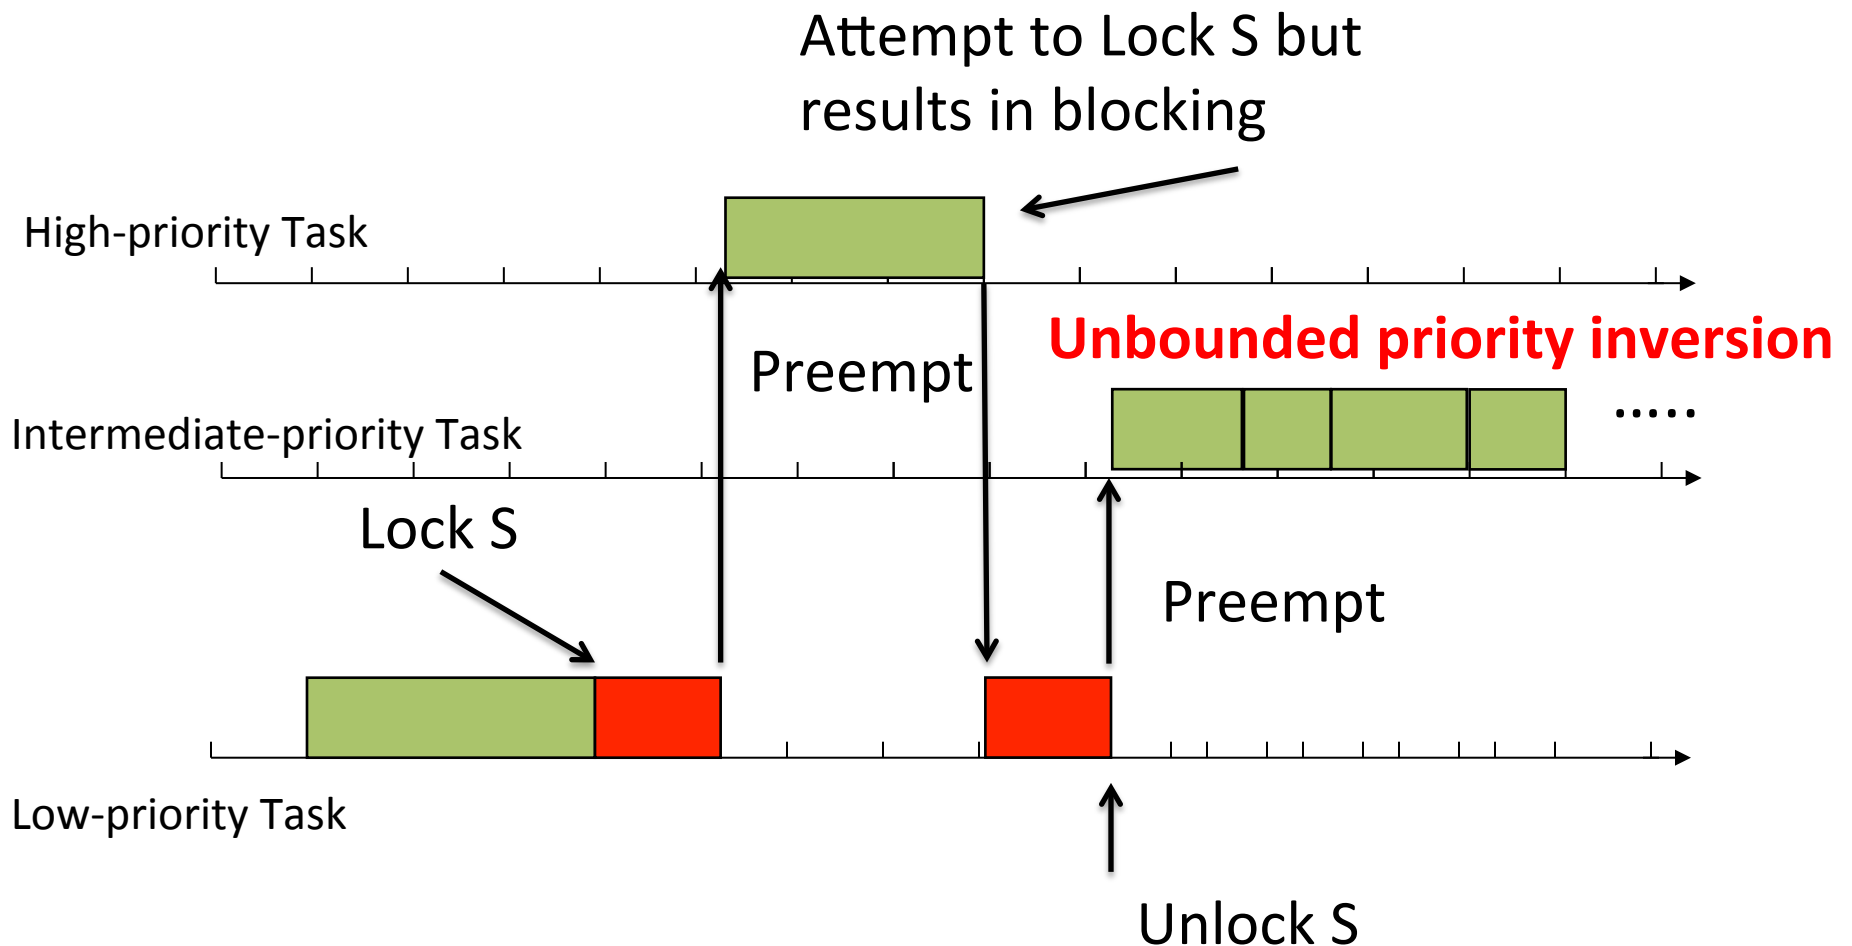 Attempt to Lock S but
results in blocking
High-priority Task
Unbounded priority inversion
Preempt
.....
Intermediate-priority Task
Lock S
Preempt
Low-priority Task
Unlock S